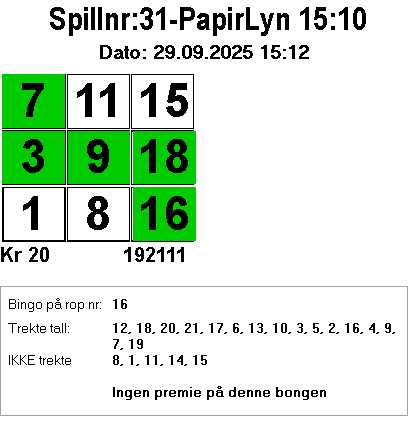 Spillnr:31-PapirLyn 15:10
Dato: 29.09.2025 15:12
7 11 15
3 9 18
1 8 16
Kr 20 192111
Bingo på rop nr: 16
Trekte tall: 12, 18, 20, 21, 17, 6, 13, 10, 3, 5, 2, 16, 4, 9,
7, 19
IKKE trekte 8, 1, 11, 14, 15
Ingen premie på denne bongen